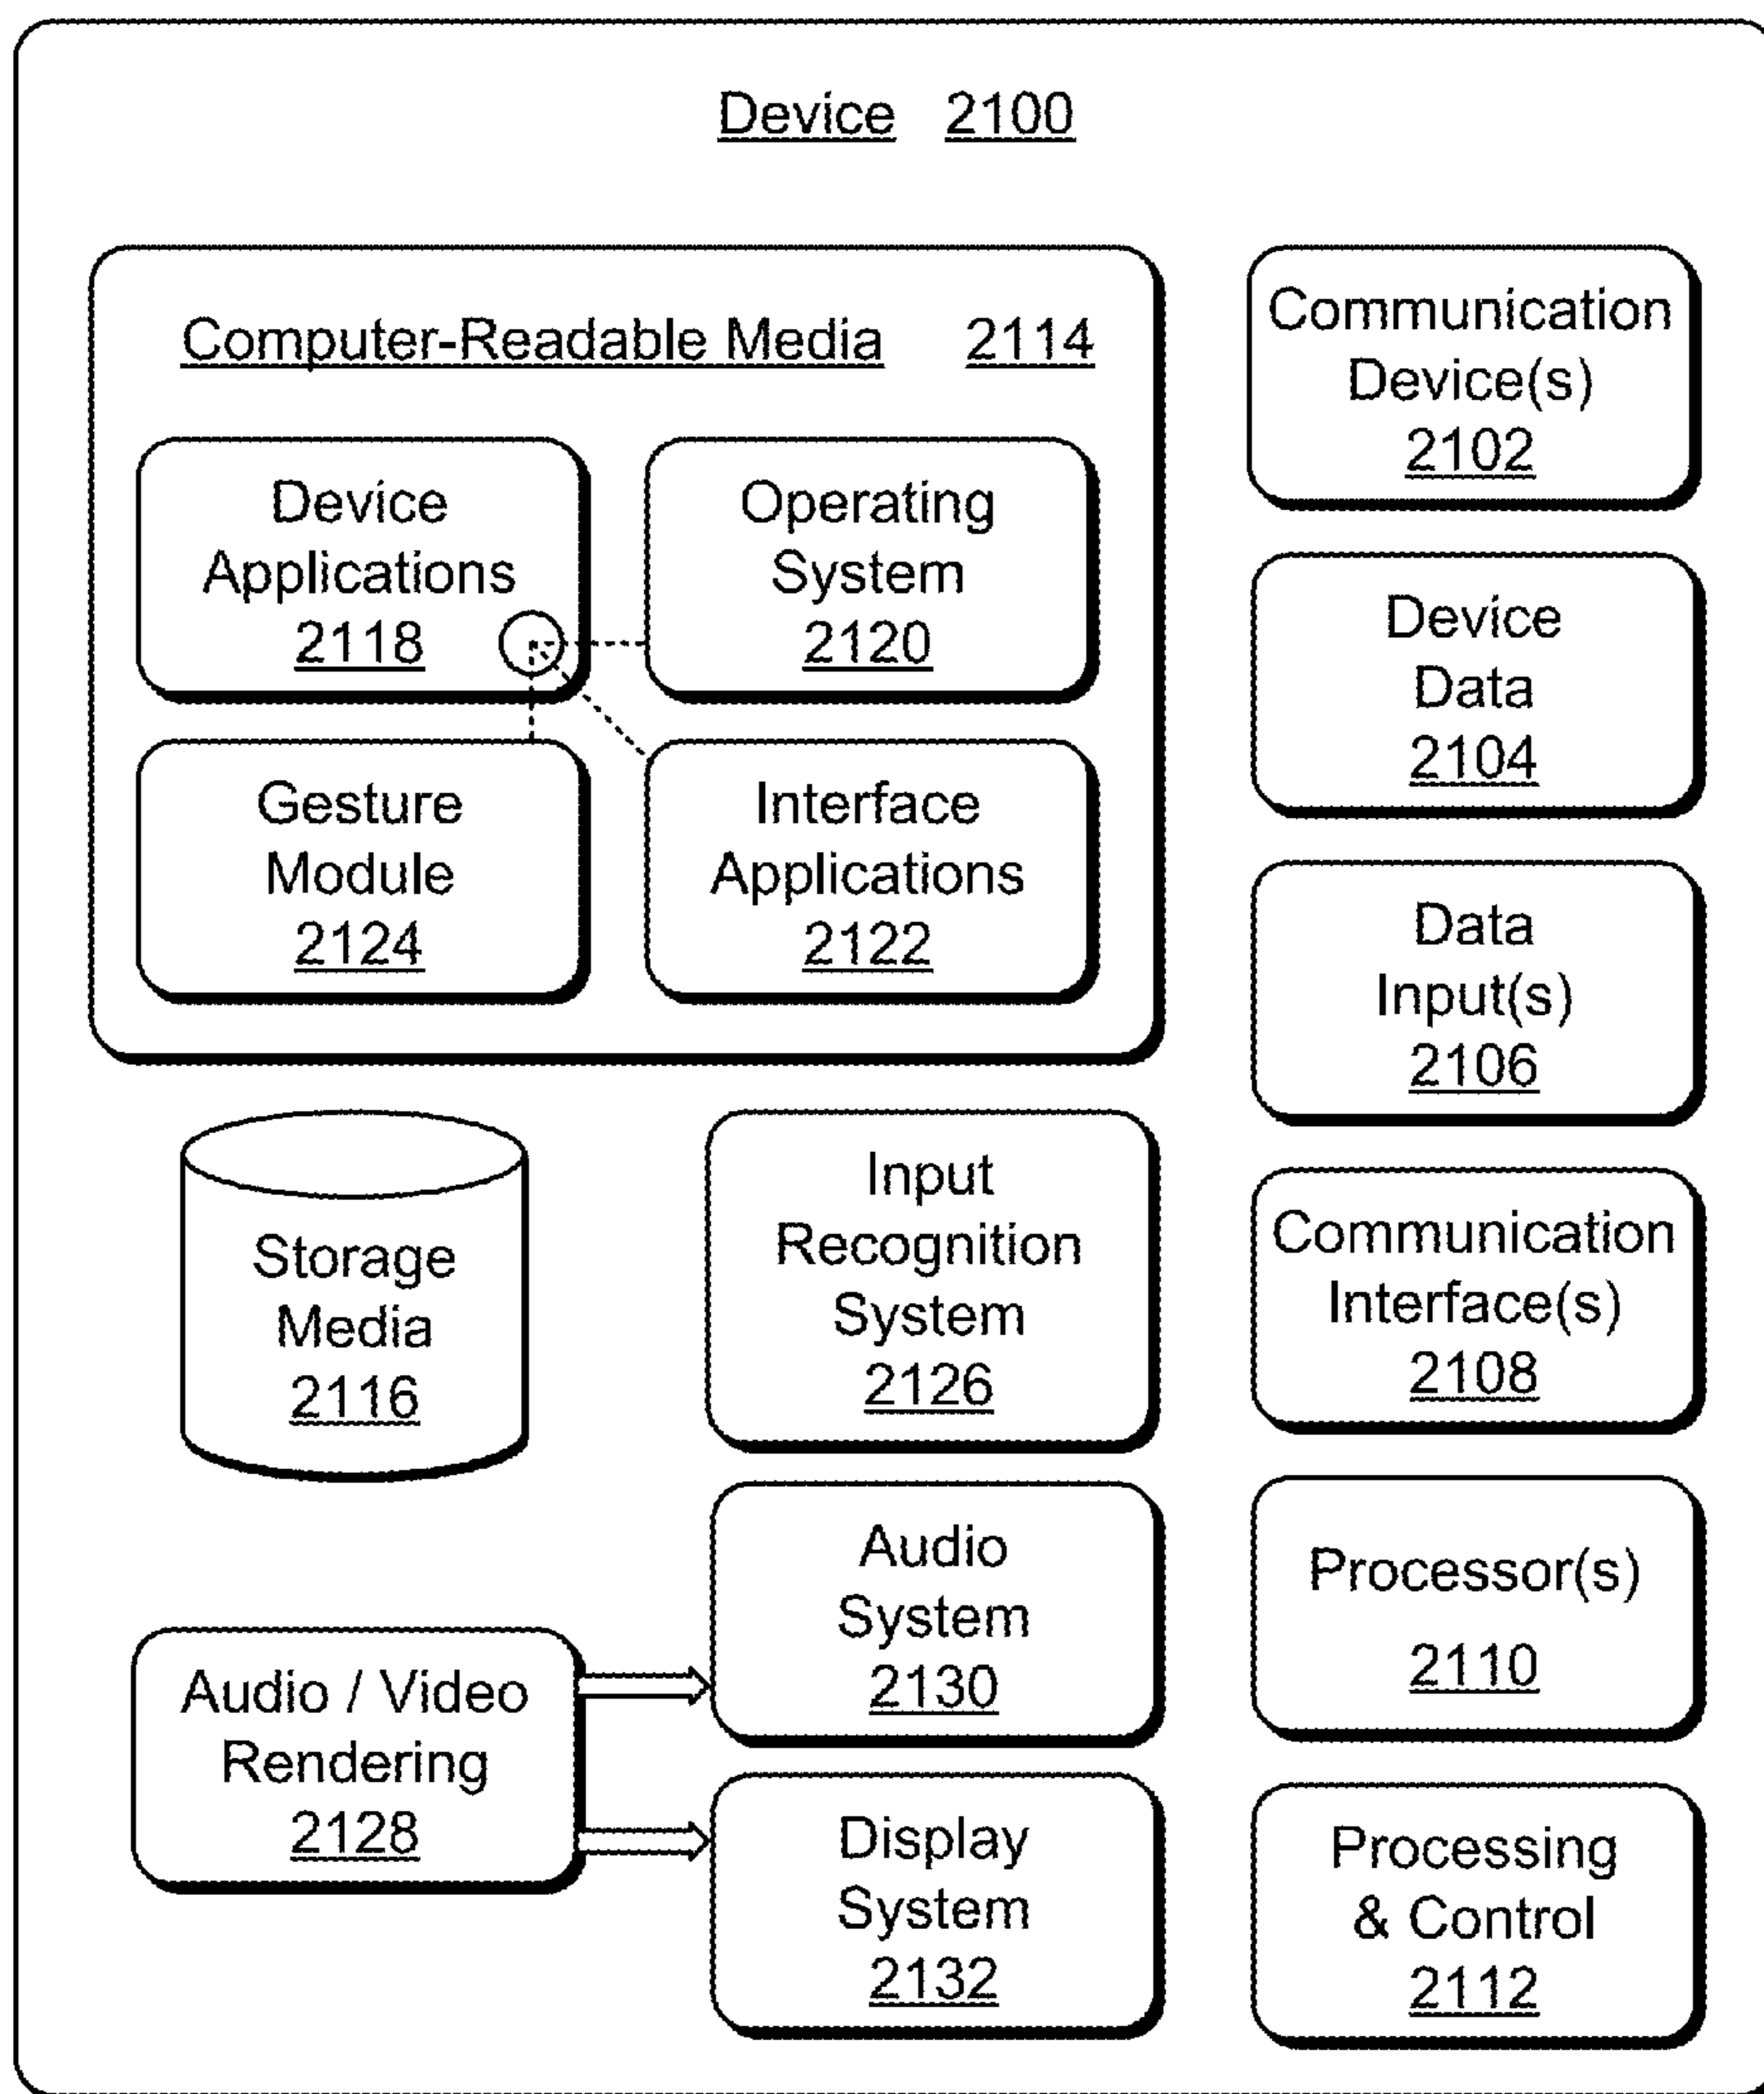 Device 2100
Computer-Readable Media 2114
Device
Applications
2118
Operating
System
2120
Gesture
Module
2124
Interface
Applications
2122
Storage
Media
2116
Input
Recognition
System
2126
Audio / Video
Rendering
2128
Audio
System
2130
Display
System
2132
Communication
Device(s)
2102
Device
Data
2104
Data
Input(s)
2106
Communication
Interface(s)
2108
Processor(s)
2110
Processing
& Control
2112